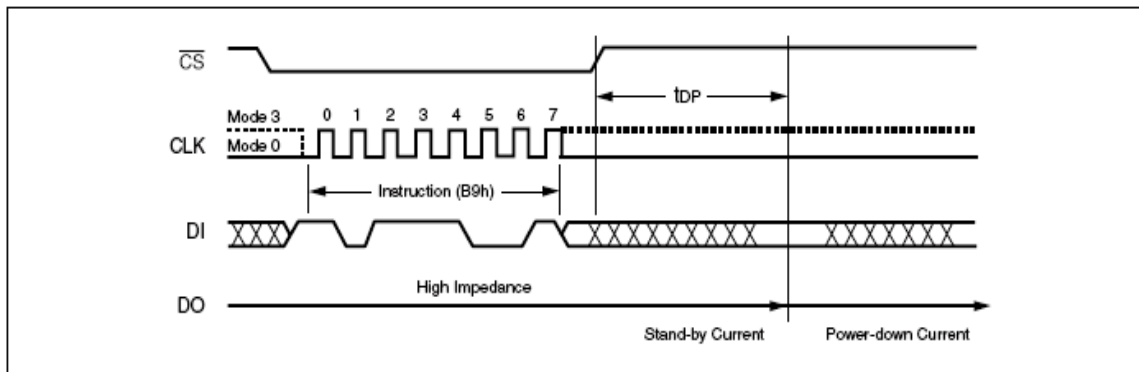 CS
tDP
Mode 3
0 1 2 3 4 5 6 7
CLK
Mode 0
Instruction (B9h)
DI
High Impedance
DO
Stand-by Current
Power-down Current